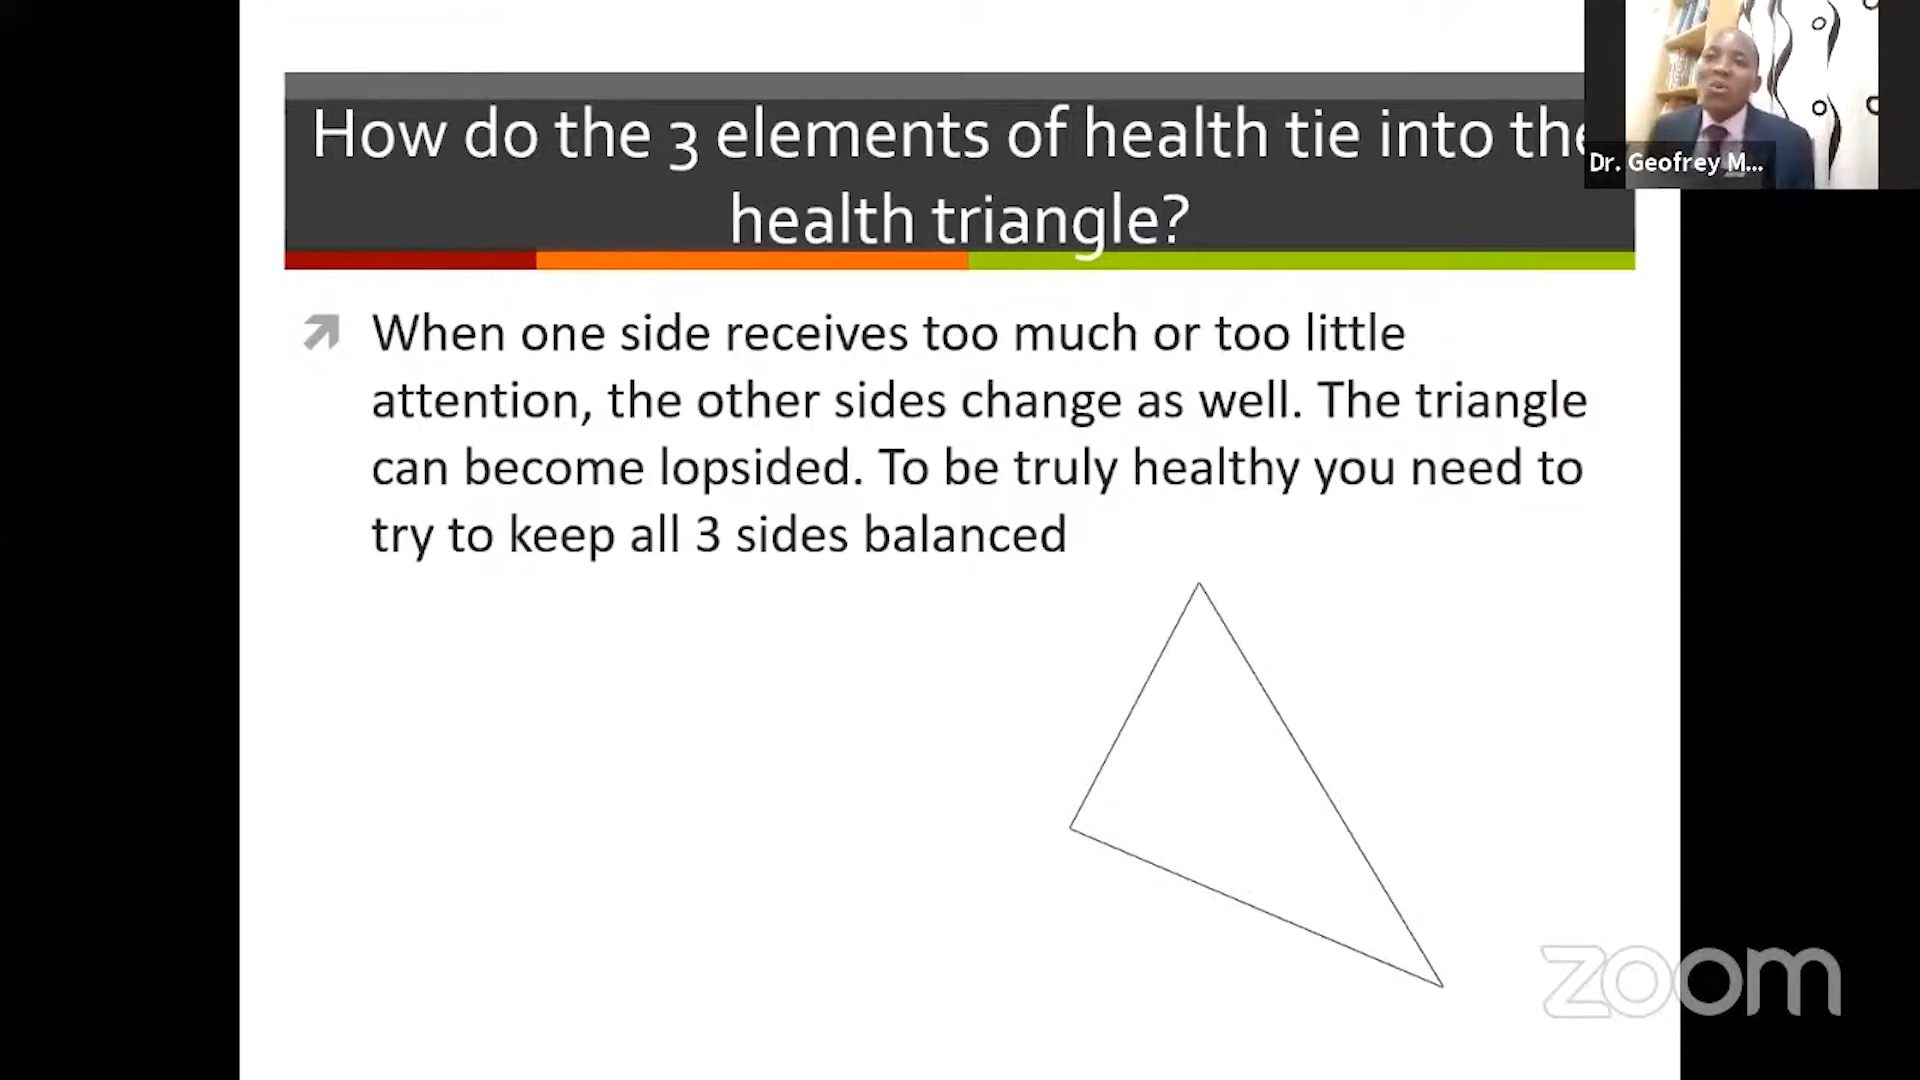 How do the 3 elements of health tie into the
health triangle?
Dr. Geofrey M...
When one side receives too much or too little
attention, the other sides change as well. The triangle
can become lopsided. To be truly healthy you need to
try to keep all 3 sides balanced
zoom